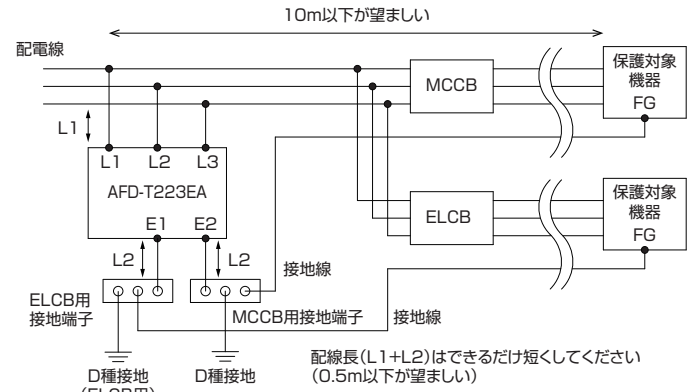 10m以下が望ましい
配電線
保護対象
機器
FG
MCCB
L1
L1 L2 L3
AFD-T223EA
E1 E2
保護対象
機器
FG
ELCB
L2 L2
接地線
ELCB用
接地端子
MCCB用接地端子 接地線
D種接地
(ELCB用)
D種接地
配線長(L1+L2)はできるだけ短くしてください
(0.5m以下が望ましい)